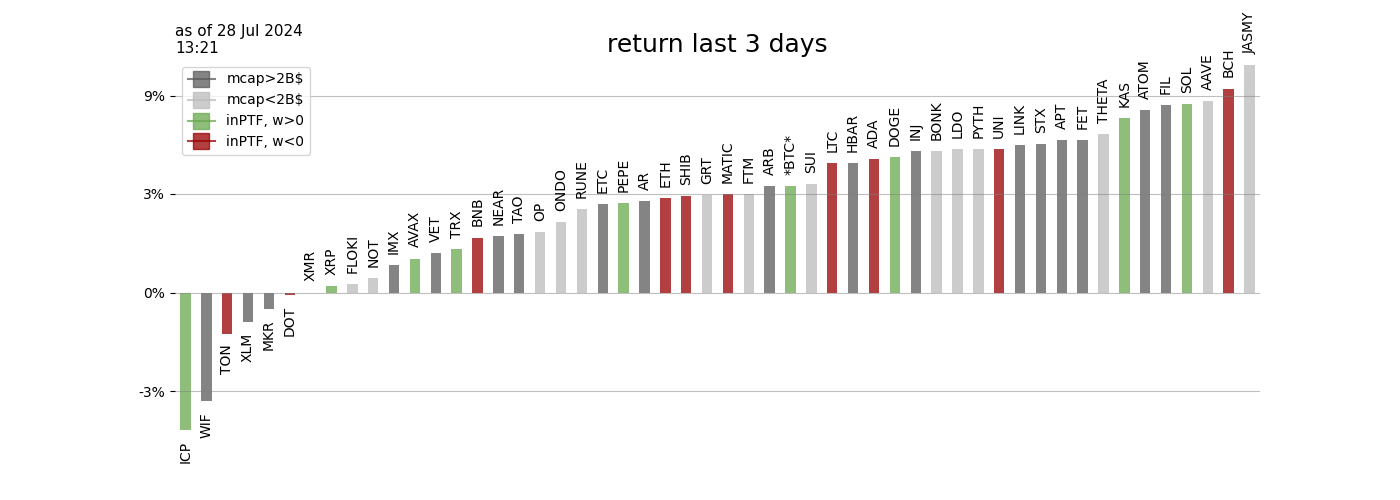 as of 28 Jul 2024
13:21
return last 3 days
mcap>2B$
mcap<2B$
inPTF, w>0
inPTF, w<0
9%
3%
0%
-3%
ICP
WIF
TON
XLM
MKR
DOT
XMR
XRP
FLOKI
NOT
IMX
AVAX
VET
TRX
BNB
NEAR
TAO
OP
ONDO
RUNE
ETC
PEPE
AR
ETH
SHIB
GRT
MATIC
FTM
ARB
*BTC*
SUI
LTC
HBAR
ADA
DOGE
INJ
BONK
LDO
PYTH
UNI
LINK
STX
APT
FET
THETA
KAS
ATOM
FIL
SOL
AAVE
BCH
JASMY